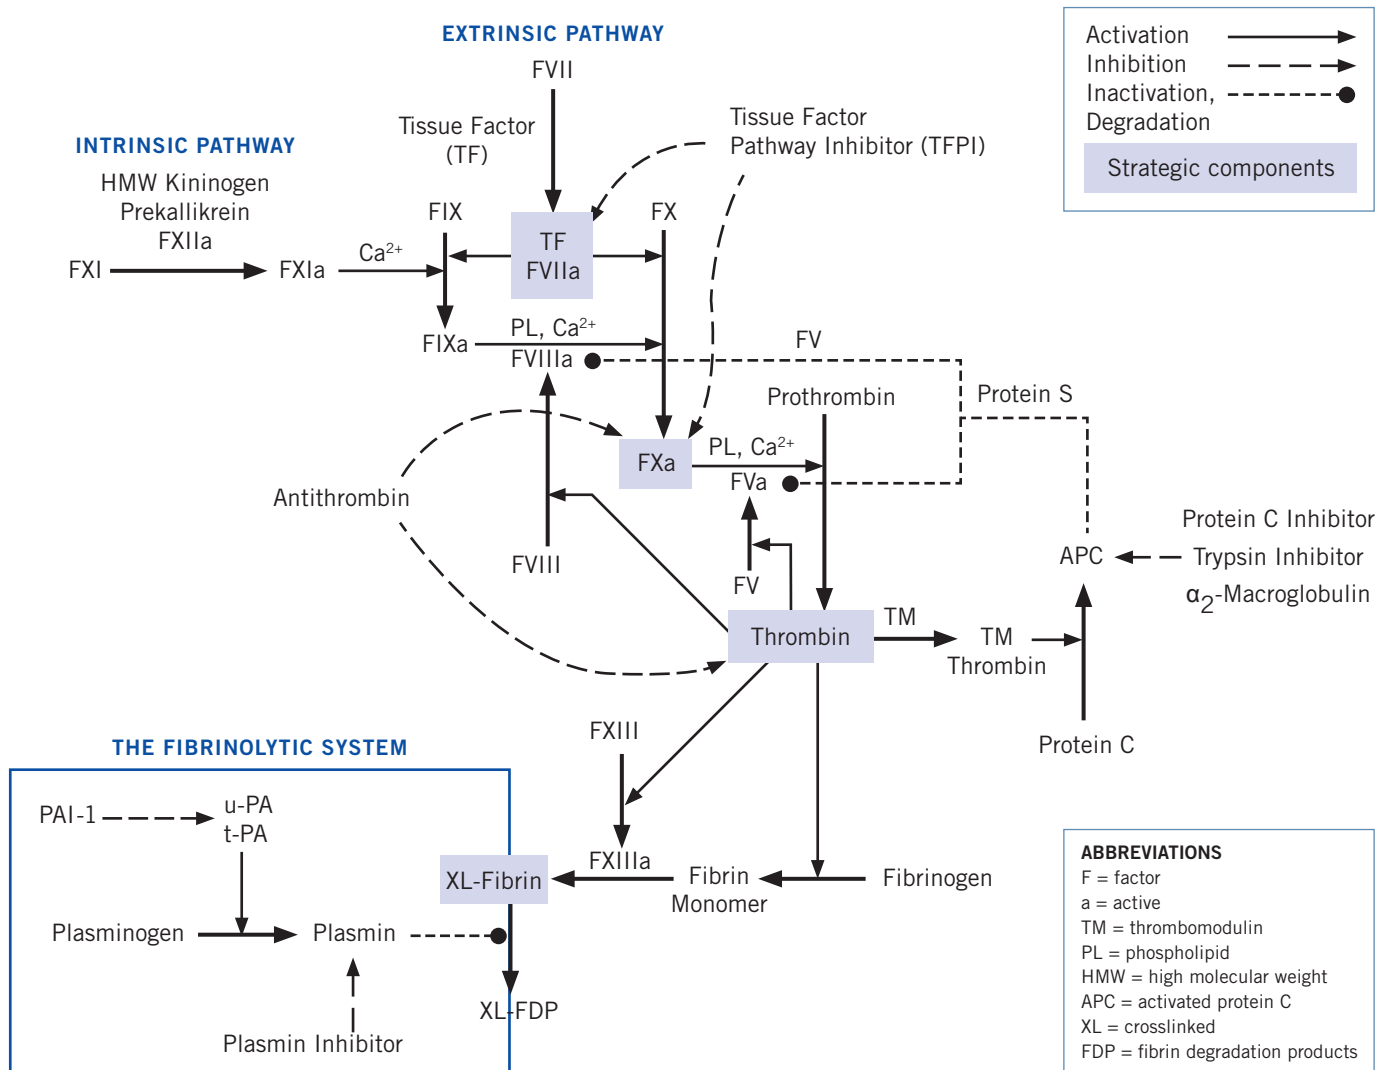 EXTRINSIC PATHWAY
FVII
Tissue Factor
(TF)
Tissue Factor
Pathway Inhibitor (TFPI)
Activation
Inhibition
Inactivation,
Degradation
Strategic components
INTRINSIC PATHWAY
HMW Kininogen
Prekallikrein
FXIIa
FXI
FXIa
Ca²⁺
FIX
TF
FVIIa
FX
FIXa
PL, Ca²⁺
FVIIIa
FV
Protein S
Prothrombin
FXa
PL, Ca²⁺
FVa
Antithrombin
FVIII
FV
Protein C Inhibitor
APC
Trypsin Inhibitor
α₂-Macroglobulin
Thrombin
TM
TM
Thrombin
Protein C
FXIII
FXIIIa
THE FIBRINOLYTIC SYSTEM
PAI-1
u-PA
t-PA
XL-Fibrin
Fibrin
Monomer
Fibrinogen
Plasminogen
Plasmin
XL-FDP
Plasmin Inhibitor
ABBREVIATIONS
F = factor
a = active
TM = thrombomodulin
PL = phospholipid
HMW = high molecular weight
APC = activated protein C
XL = crosslinked
FDP = fibrin degradation products